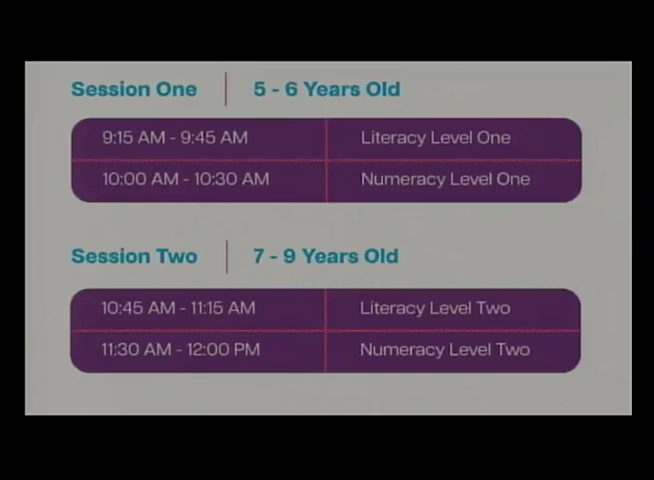 Session One | 5 - 6 Years Old
9:15 AM - 9:45 AM Literacy Level One
10:00 AM - 10:30 AM Numeracy Level One
Session Two | 7 - 9 Years Old
10:45 AM - 11:15 AM Literacy Level Two
11:30 AM - 12:00 PM Numeracy Level Two